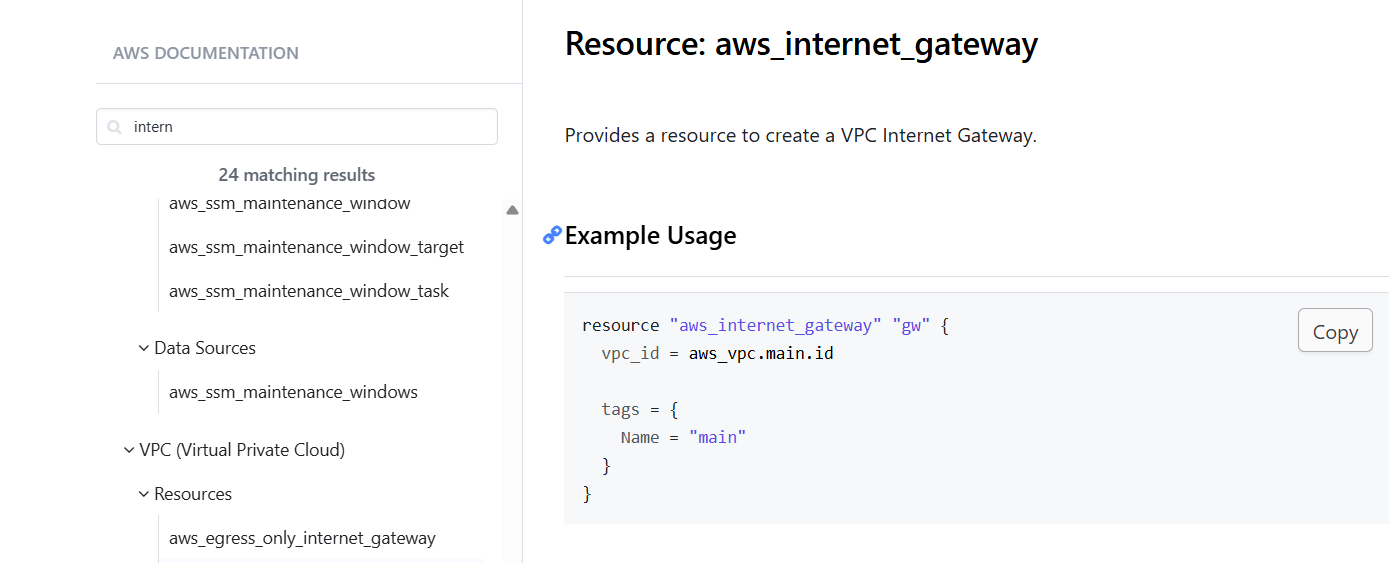 AWS DOCUMENTATION
intern
24 matching results
aws_ssm_maintenance_window
aws_ssm_maintenance_window_target
aws_ssm_maintenance_window_task
Data Sources
aws_ssm_maintenance_windows
VPC (Virtual Private Cloud)
Resources
aws_egress_only_internet_gateway
Resource: aws_internet_gateway
Provides a resource to create a VPC Internet Gateway.
Example Usage
Copy
resource "aws_internet_gateway" "gw" {
  vpc_id = aws_vpc.main.id

  tags = {
    Name = "main"
  }
}